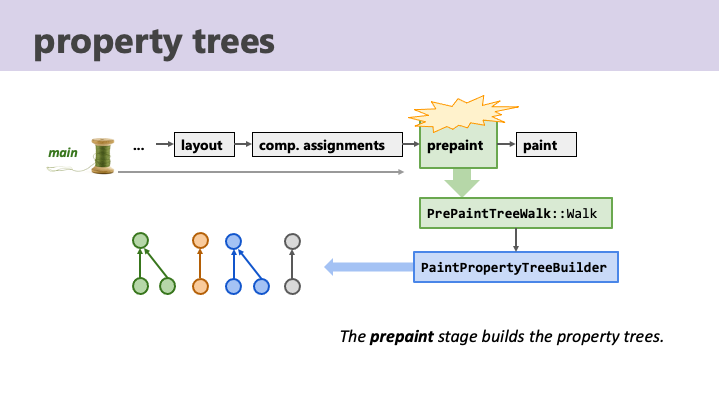 property trees
main
... layout comp. assignments prepaint paint
PrePaintTreeWalk::Walk
PaintPropertyTreeBuilder
The prepaint stage builds the property trees.